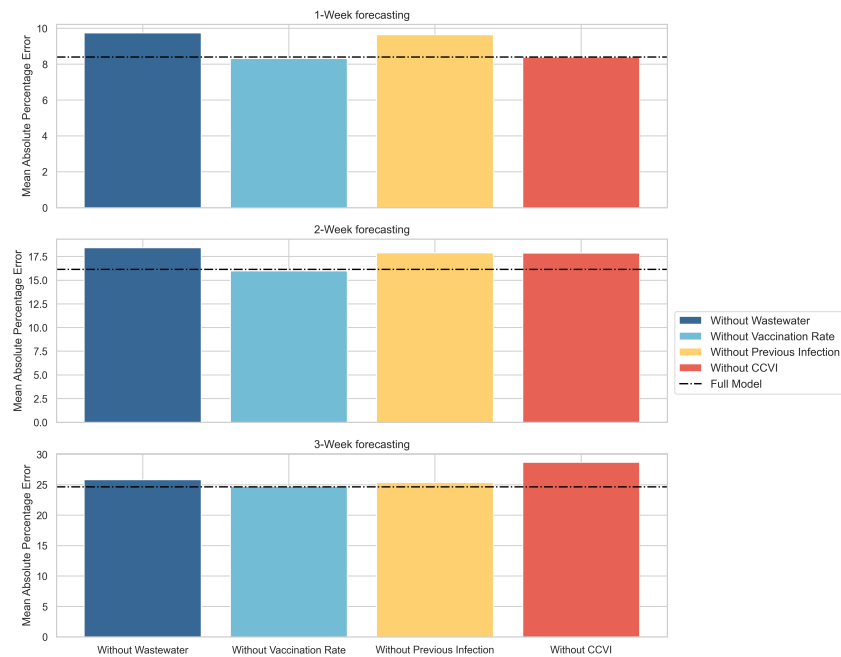 1-Week forecasting
Mean Absolute Percentage Error
10
8
6
4
2
0
2-Week forecasting
Mean Absolute Percentage Error
17.5
15.0
12.5
10.0
7.5
5.0
2.5
0.0
Without Wastewater
Without Vaccination Rate
Without Previous Infection
Without CCVI
Full Model
3-Week forecasting
Mean Absolute Percentage Error
30
25
20
15
10
5
0
Without Wastewater
Without Vaccination Rate
Without Previous Infection
Without CCVI